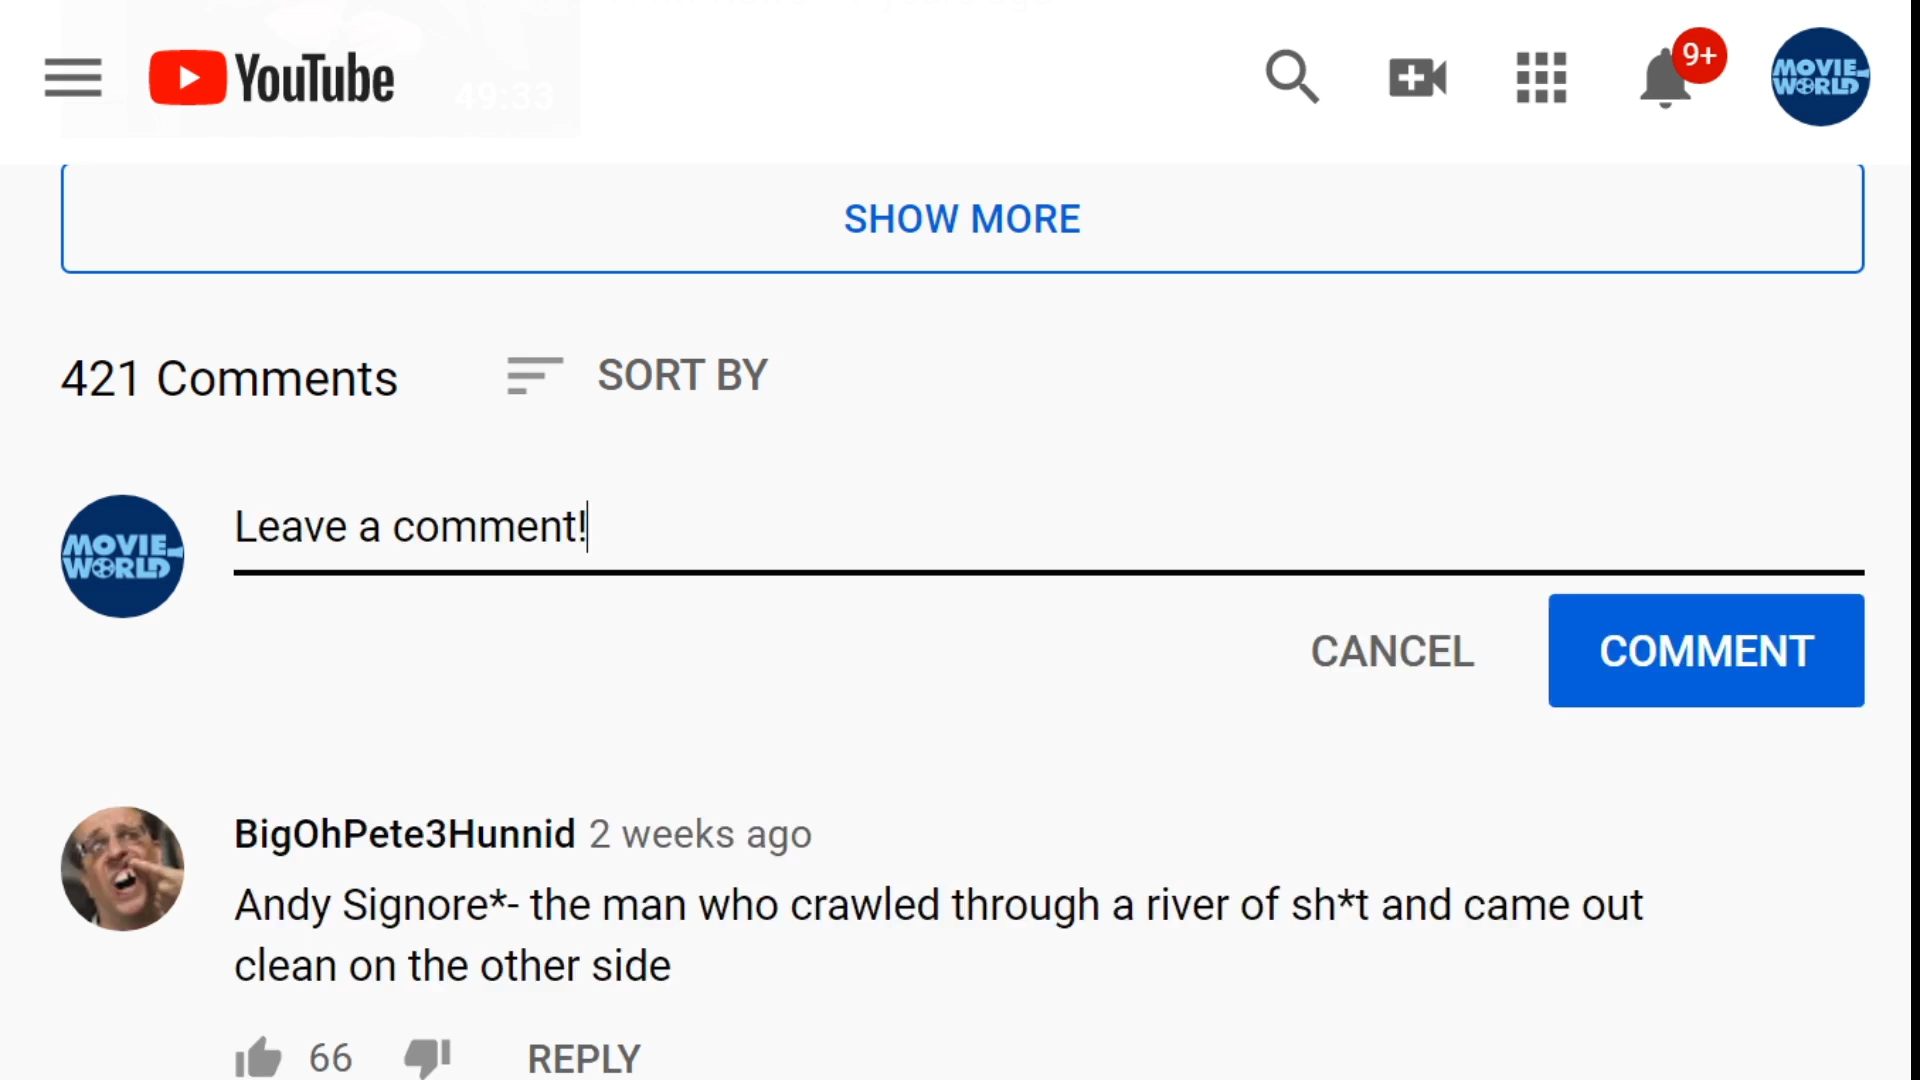 YouTube
49:33
9+
MOVIE
WORLD
SHOW MORE
421 Comments
SORT BY
MOVIE
WORLD
Leave a comment!
CANCEL
COMMENT
BigOhPete3Hunnid 2 weeks ago
Andy Signore*- the man who crawled through a river of sh*t and came out
clean on the other side
66
REPLY